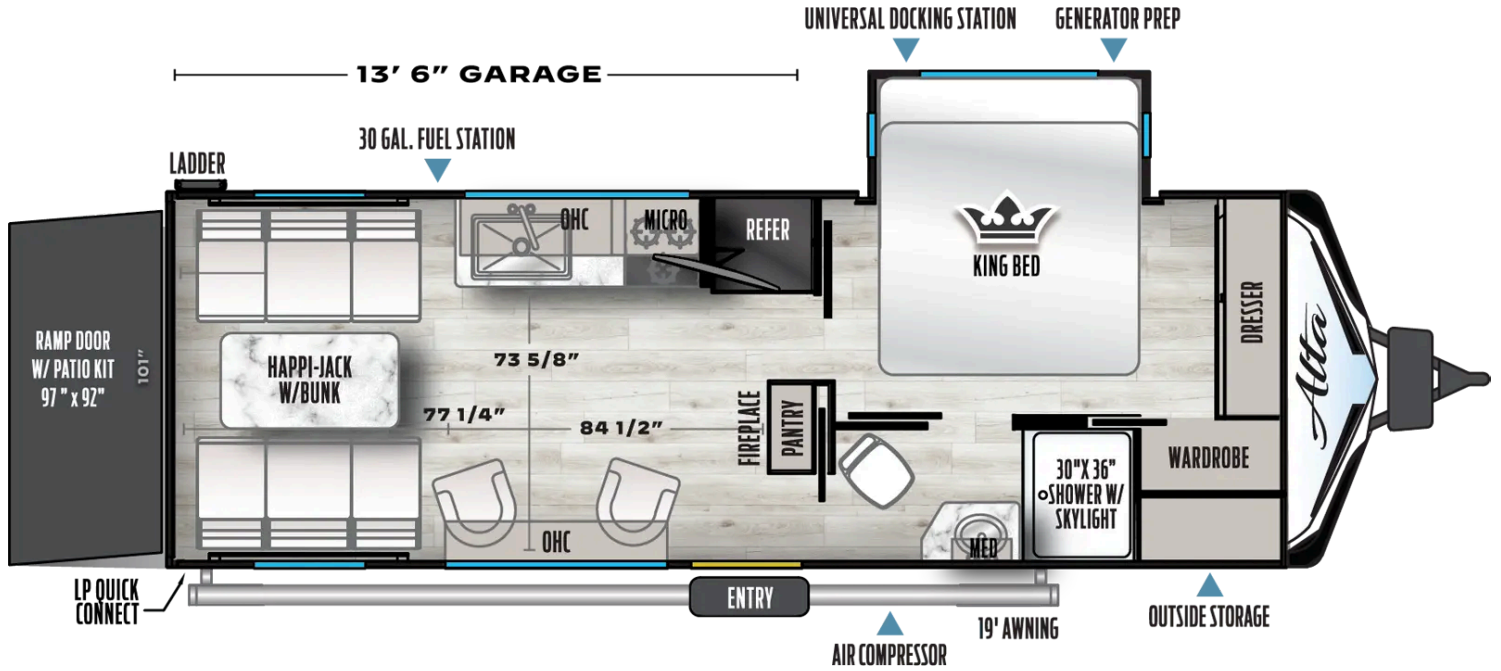 UNIVERSAL DOCKING STATION
GENERATOR PREP
13' 6” GARAGE
30 GAL. FUEL STATION
LADDER
OHC
MICRO
REFER
KING BED
DRESSER
RAMP DOOR
W/ PATIO KIT
97 " x 92"
101”
HAPPI-JACK
W/BUNK
73 5/8”
77 1/4”
84 1/2”
FIREPLACE
PANTRY
Alta
WARDROBE
30"X 36"
SHOWER W/
SKYLIGHT
OHC
MED
LP QUICK
CONNECT
ENTRY
19' AWNING
OUTSIDE STORAGE
AIR COMPRESSOR